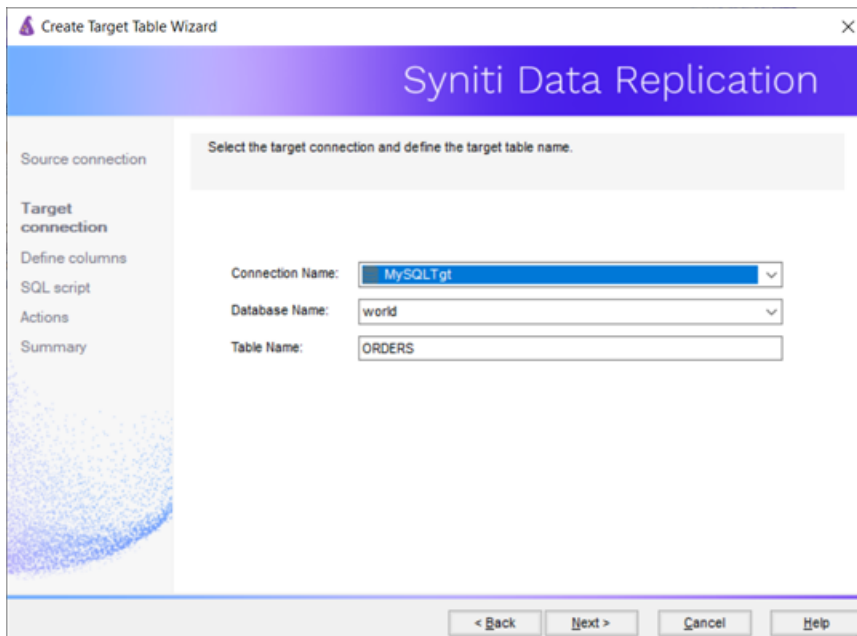 Create Target Table Wizard
Syniti Data Replication
Source connection
Target
connection
Define columns
SQL script
Actions
Summary
Select the target connection and define the target table name.
Connection Name: MySQLTgt
Database Name: world
Table Name: ORDERS
< Back Next > Cancel Help